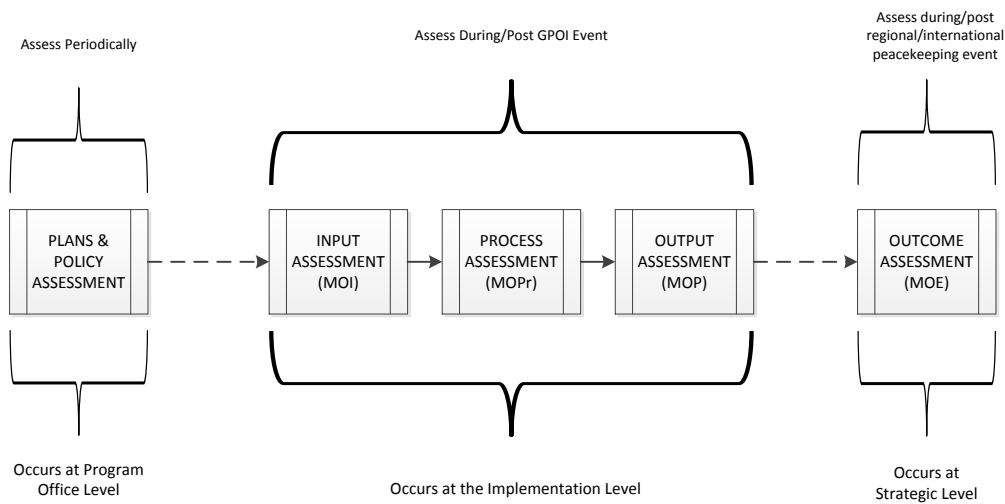 Assess Periodically
Assess During/Post GPOI Event
Assess during/post
regional/international
peacekeeping event
PLANS &
POLICY
ASSESSMENT
INPUT
ASSESSMENT
(MOI)
PROCESS
ASSESSMENT
(MOPr)
OUTPUT
ASSESSMENT
(MOP)
OUTCOME
ASSESSMENT
(MOE)
Occurs at Program
Office Level
Occurs at the Implementation Level
Occurs at
Strategic Level